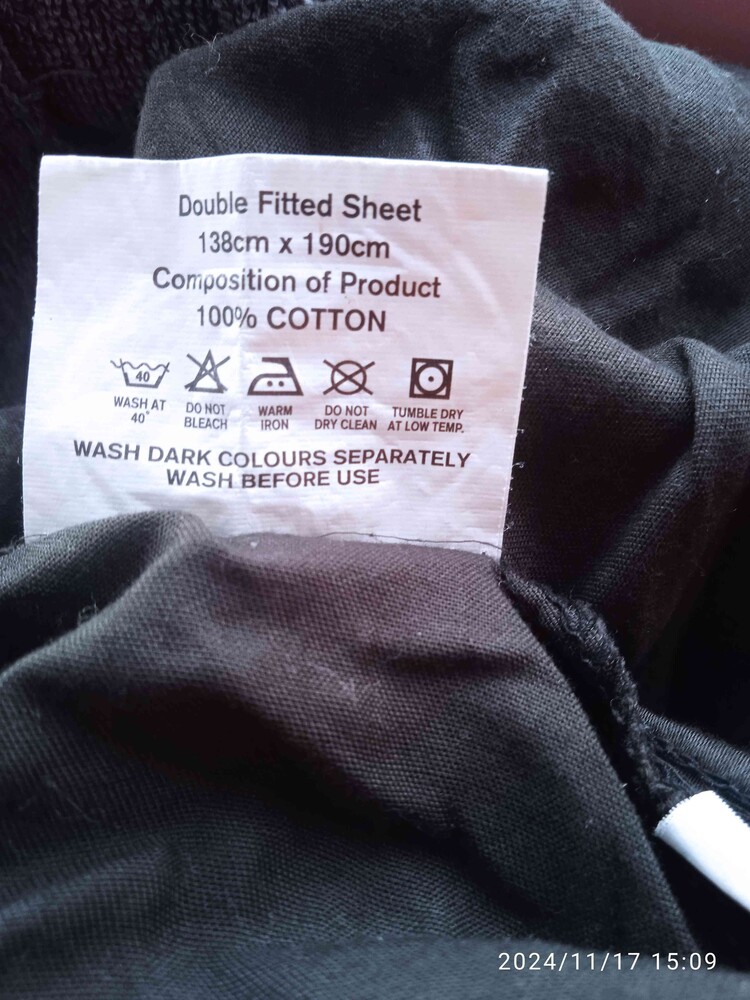 Double Fitted Sheet
138cm x 190cm
Composition of Product
100% COTTON
40
WASH AT 40°
DO NOT BLEACH
WARM IRON
DO NOT DRY CLEAN
TUMBLE DRY AT LOW TEMP.
WASH DARK COLOURS SEPARATELY
WASH BEFORE USE
2024/11/17 15:09